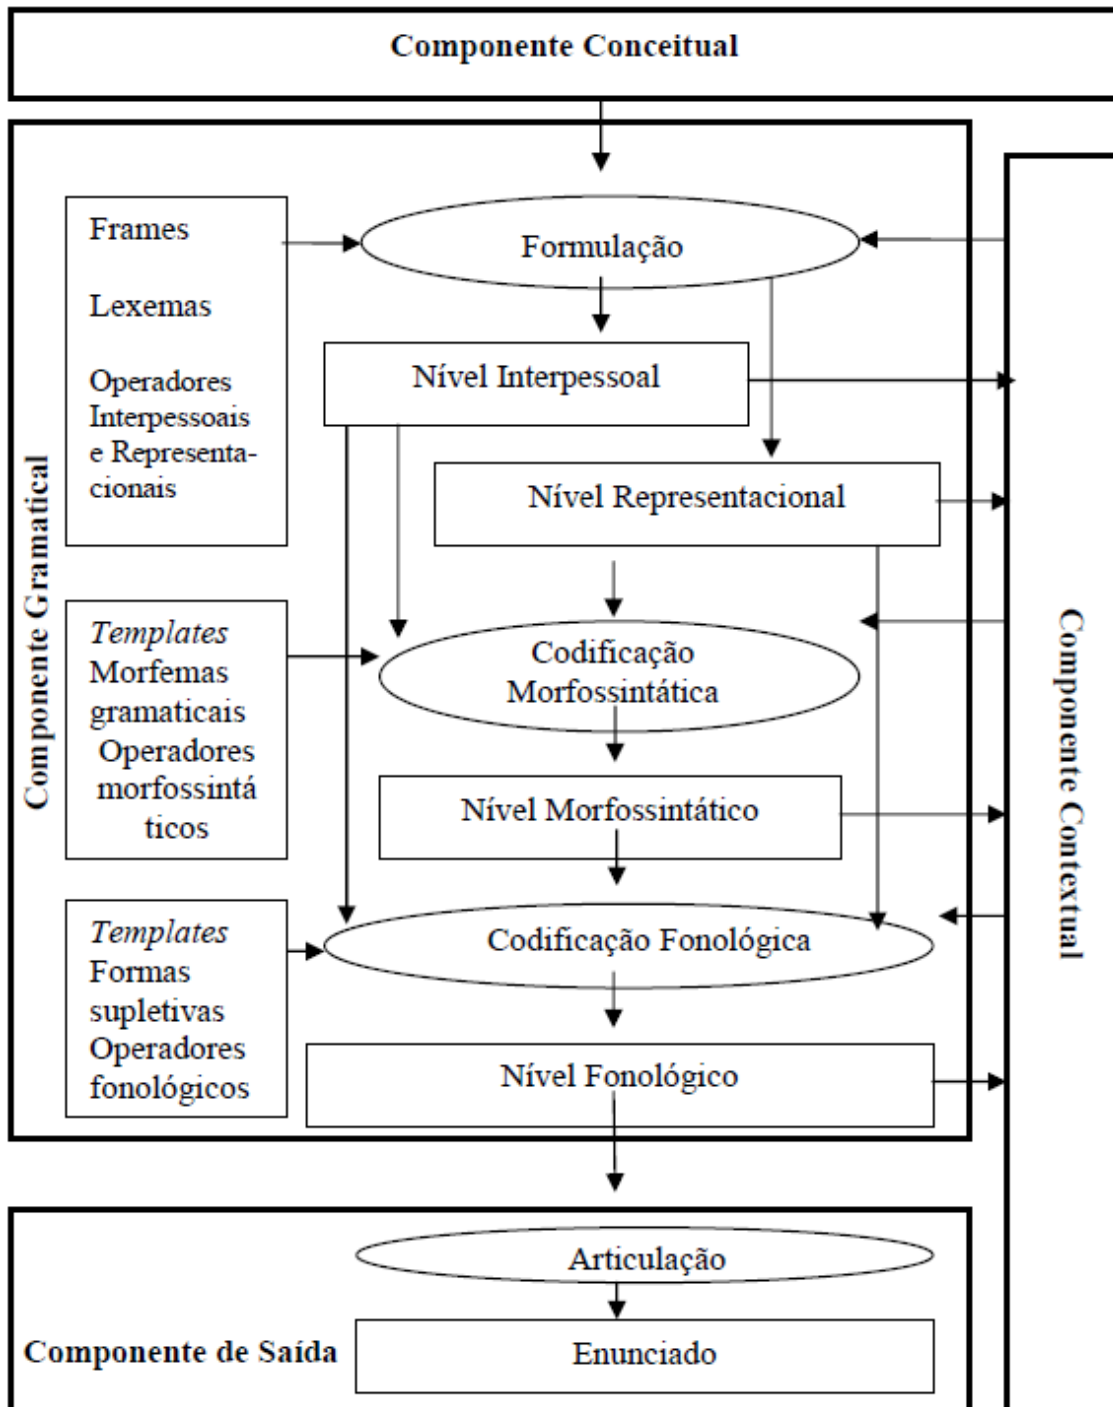 Componente Conceitual
Componente Gramatical
Frames
Lexemas
Operadores
Interpessoais
e Representa-
cionais
Formulação
Nível Interpessoal
Nível Representacional
Templates
Morfemas
gramaticais
Operadores
morfossintá
ticos
Codificação
Morfossintática
Nível Morfossintático
Templates
Formas
supletivas
Operadores
fonológicos
Codificação Fonológica
Nível Fonológico
Componente Contextual
Componente de Saída
Articulação
Enunciado